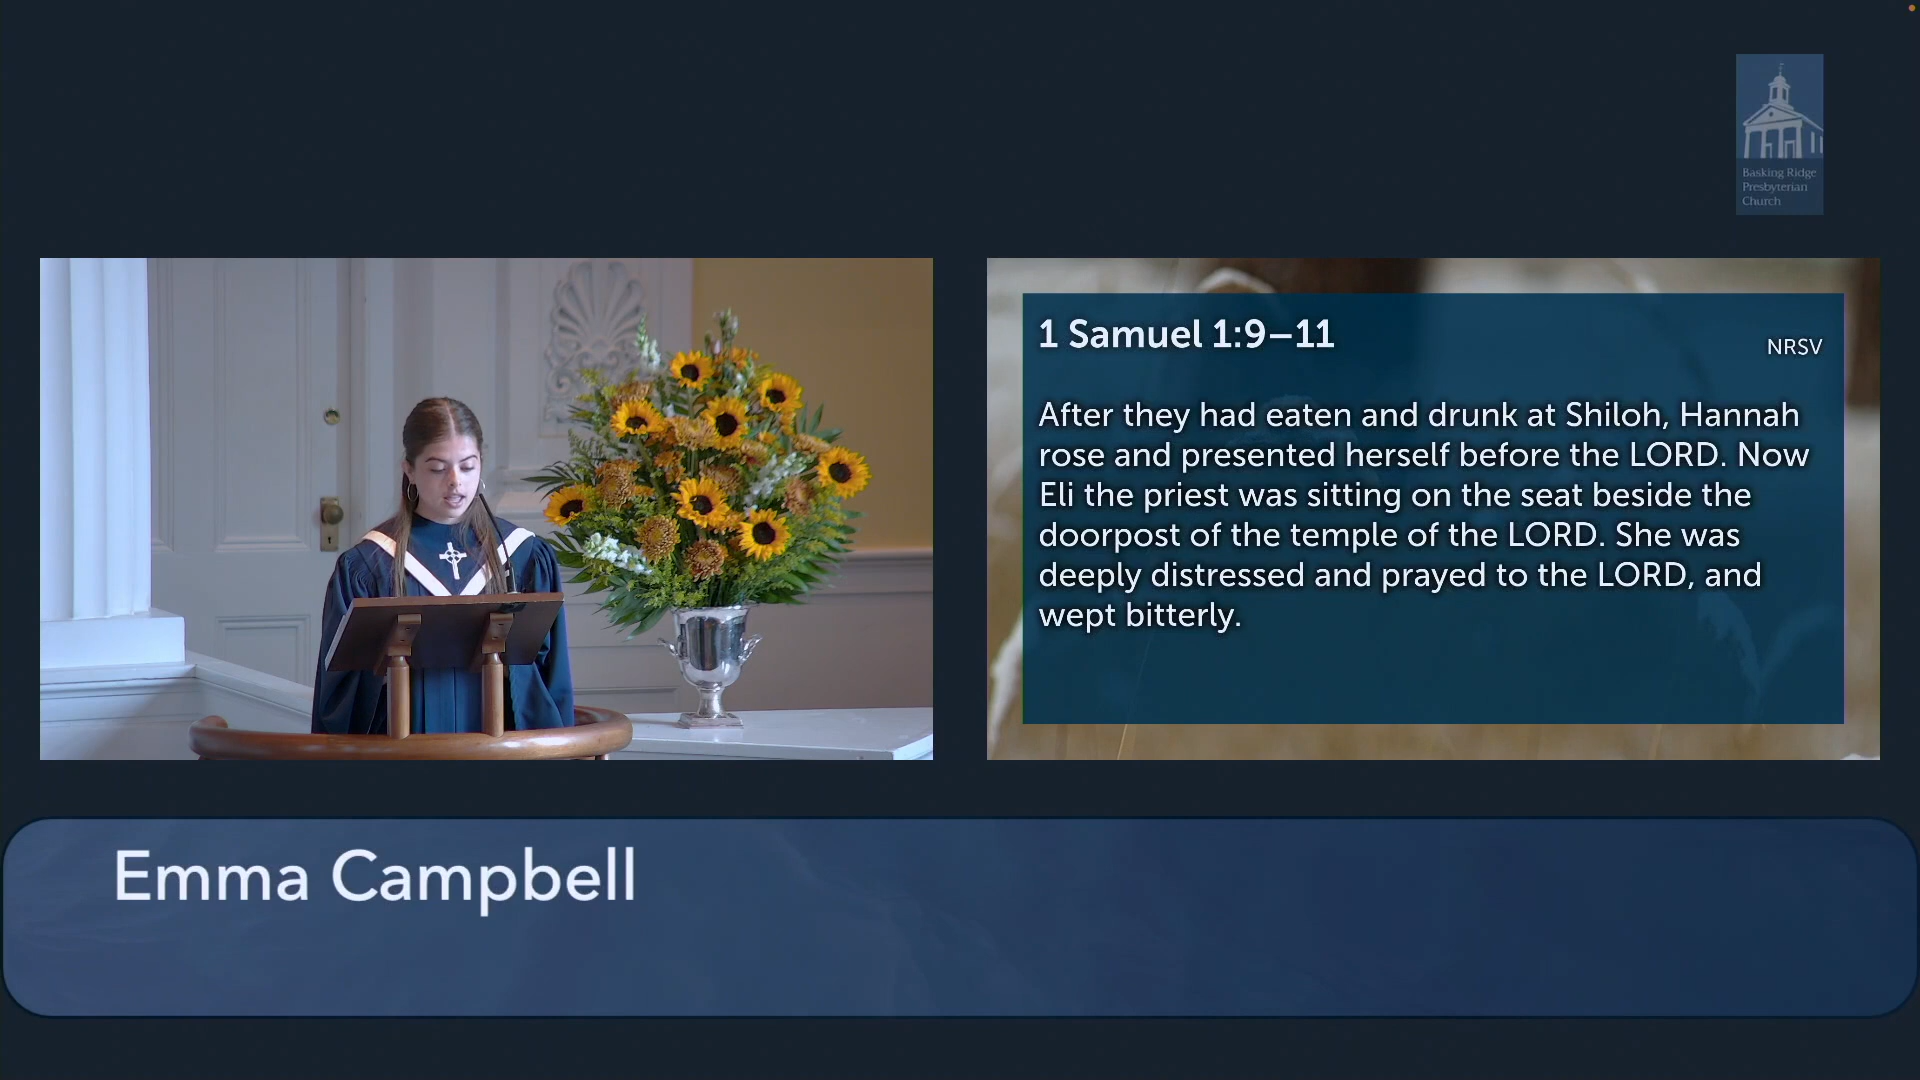 Basking Ridge
Presbyterian
Church
1 Samuel 1:9–11
NRSV
After they had eaten and drunk at Shiloh, Hannah
rose and presented herself before the LORD. Now
Eli the priest was sitting on the seat beside the
doorpost of the temple of the LORD. She was
deeply distressed and prayed to the LORD, and
wept bitterly.
Emma Campbell